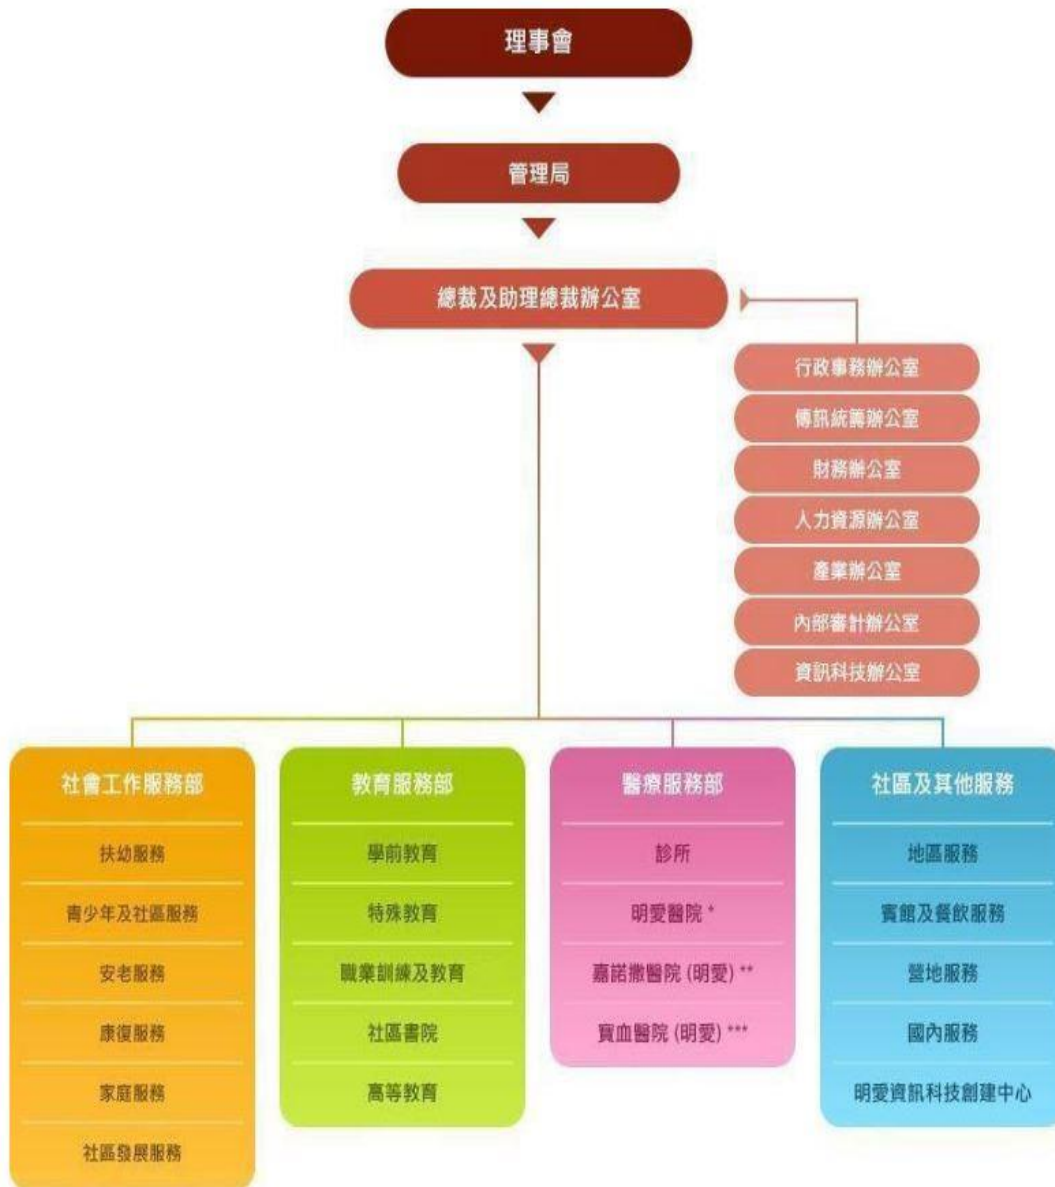 理事會
管理局
總裁及助理總裁辦公室
行政事務辦公室
傳訊統籌辦公室
財務辦公室
人力資源辦公室
產業辦公室
內部審計辦公室
資訊科技辦公室
社會工作服務部
扶幼服務
青少年及社區服務
安老服務
康復服務
家庭服務
社區發展服務
教育服務部
學前教育
特殊教育
職業訓練及教育
社區書院
高等教育
醫療服務部
診所
明愛醫院 *
嘉諾撒醫院 (明愛) **
寶血醫院 (明愛) ***
社區及其他服務
地區服務
賓館及餐飲服務
營地服務
國內服務
明愛資訊科技創建中心